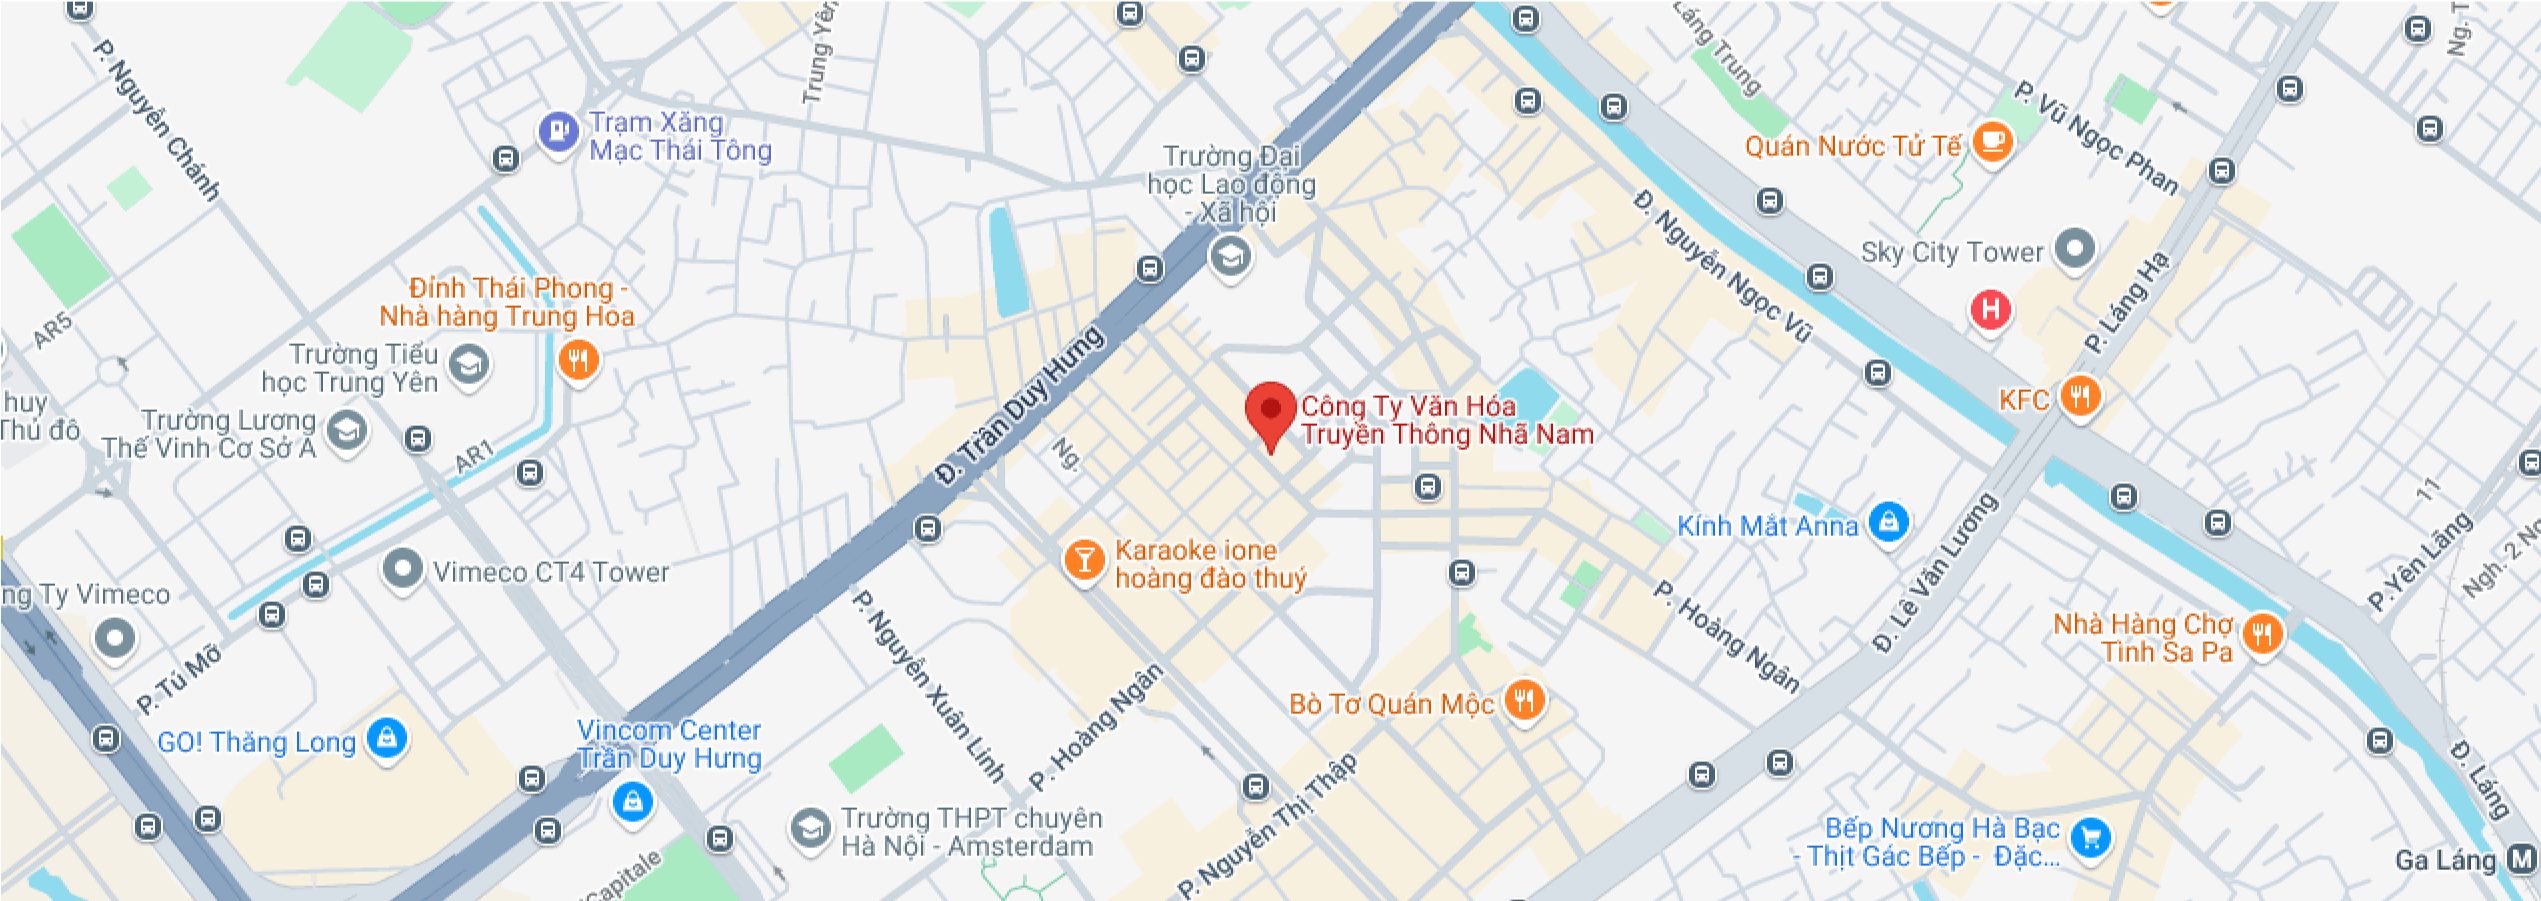 P. Nguyễn Chánh
Trung Yên
Láng Trung
Ng. T
P. Vũ Ngọc Phan
Trạm Xăng
Mạc Thái Tông
Trường Đại
học Lao động
- Xã hội
Quán Nước Tử Tế
Đ. Nguyễn Ngọc Vũ
Sky City Tower
P. Láng Hạ
Đỉnh Thái Phong -
Nhà hàng Trung Hòa
AR5
Trường Tiểu
học Trung Yên
Đ. Trần Duy Hưng
H
huy
Thủ đô
Trường Lương
Thế Vinh Cơ Sở A
AR1
Ng.
Công Ty Văn Hóa
Truyền Thông Nhã Nam
KFC
11
Kính Mắt Anna
Đ. Lê Văn Lương
P. Yên Lãng
Ngh. 2 Ng
Karaoke ione
hoàng đào thuý
Vimeco CT4 Tower
ng Ty Vimeco
P. Nguyễn Xuân Linh
P. Hoàng Ngân
P. Hoàng Ngân
Nhà Hàng Chợ
Tình Sa Pa
P. Tú Mỡ
Bò Tơ Quán Mộc
GO! Thăng Long
Vincom Center
Trần Duy Hưng
P. Nguyễn Thị Thập
Đ. Láng
Trường THPT chuyên
Hà Nội - Amsterdam
Bếp Nương Hà Bạc
- Thịt Gác Bếp - Đặc...
Ga Láng
M
Capitale